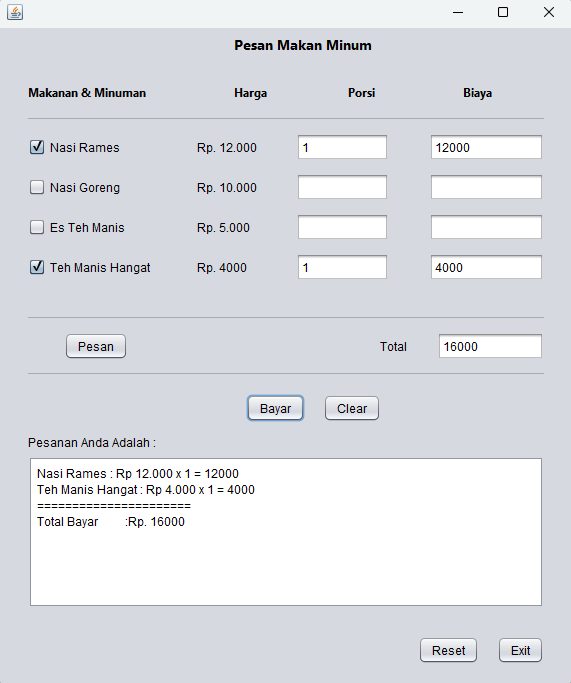 Pesan Makan Minum
Makanan & Minuman Harga Porsi Biaya
Nasi Rames Rp. 12.000 1 12000
Nasi Goreng Rp. 10.000
Es Teh Manis Rp. 5.000
Teh Manis Hangat Rp. 4000 1 4000
Pesan Total 16000
Bayar Clear
Pesanan Anda Adalah :
Nasi Rames : Rp 12.000 x 1 = 12000
Teh Manis Hangat : Rp 4.000 x 1 = 4000
======================
Total Bayar :Rp. 16000
Reset Exit